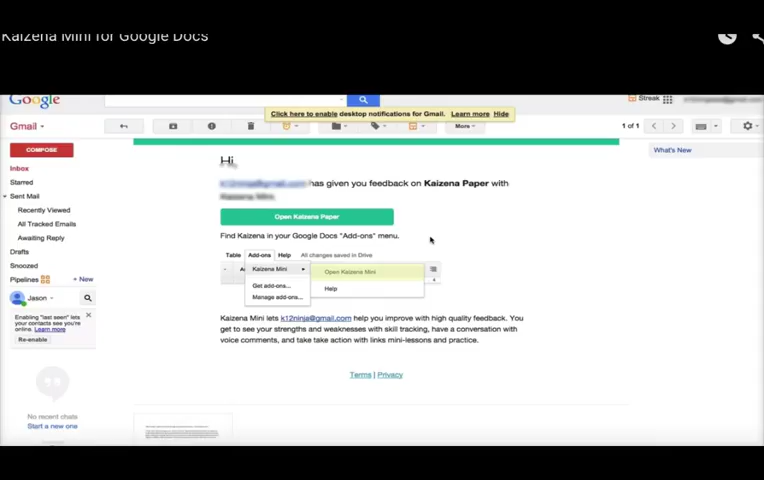 Kaizena Mini for Google Docs
Google
Streak
Click here to enable desktop notifications for Gmail. Learn more Hide
Gmail
More
1 of 1
COMPOSE
What's New
Inbox
Starred
Sent Mail
Recently Viewed
All Tracked Emails
Awaiting Reply
Drafts
Snoozed
Pipelines
+ New
Jason
Enabling "last seen" lets
your contacts see you're
online. Learn more
Re-enable
No recent chats
Start a new one
Hi
k12ninja@gmail.com has given you feedback on Kaizena Paper with
Kaizena Mini.
Open Kaizena Paper
Find Kaizena in your Google Docs "Add-ons" menu.
Table Add-ons Help All changes saved in Drive
Kaizena Mini
Open Kaizena Mini
Get add-ons...
Help
Manage add-ons...
Kaizena Mini lets k12ninja@gmail.com help you improve with high quality feedback. You
get to see your strengths and weaknesses with skill tracking, have a conversation with
voice comments, and take take action with links mini-lessons and practice.
Terms | Privacy